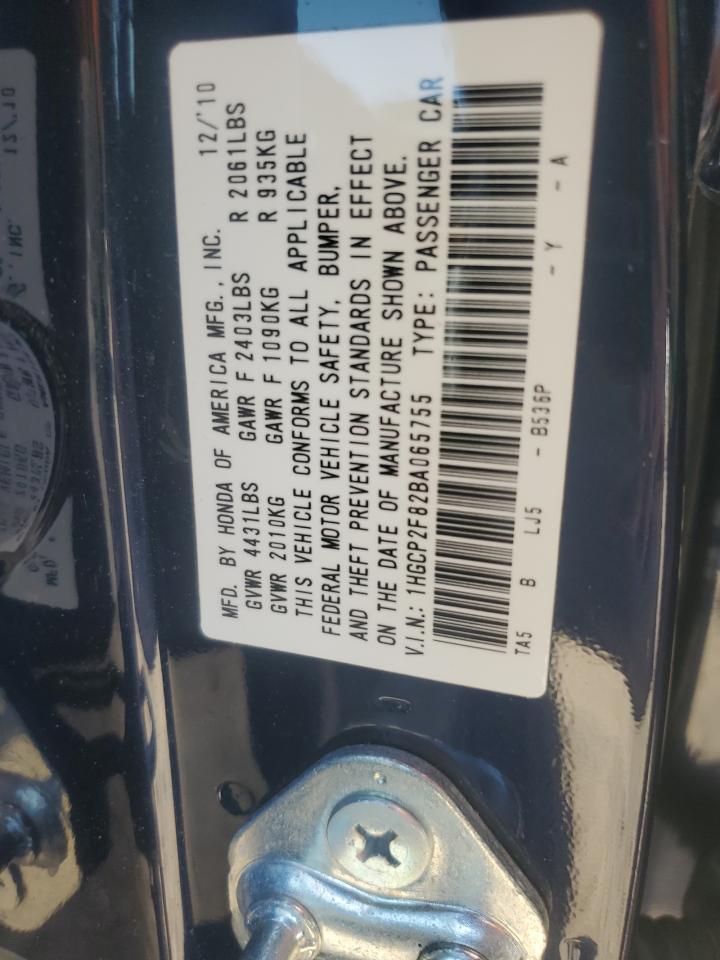 MFD. BY HONDA OF AMERICA MFG., INC. 12/'10
GVWR 4431LBS GAWR F 2403LBS R 2061LBS
GVWR 2010KG GAWR F 1090KG R 935KG
THIS VEHICLE CONFORMS TO ALL APPLICABLE
FEDERAL MOTOR VEHICLE SAFETY, BUMPER,
AND THEFT PREVENTION STANDARDS IN EFFECT
ON THE DATE OF MANUFACTURE SHOWN ABOVE.
V.I.N.: 1HGCP2F82BA065755 TYPE: PASSENGER CAR
TA5 B LJ5 - B536P - Y - A